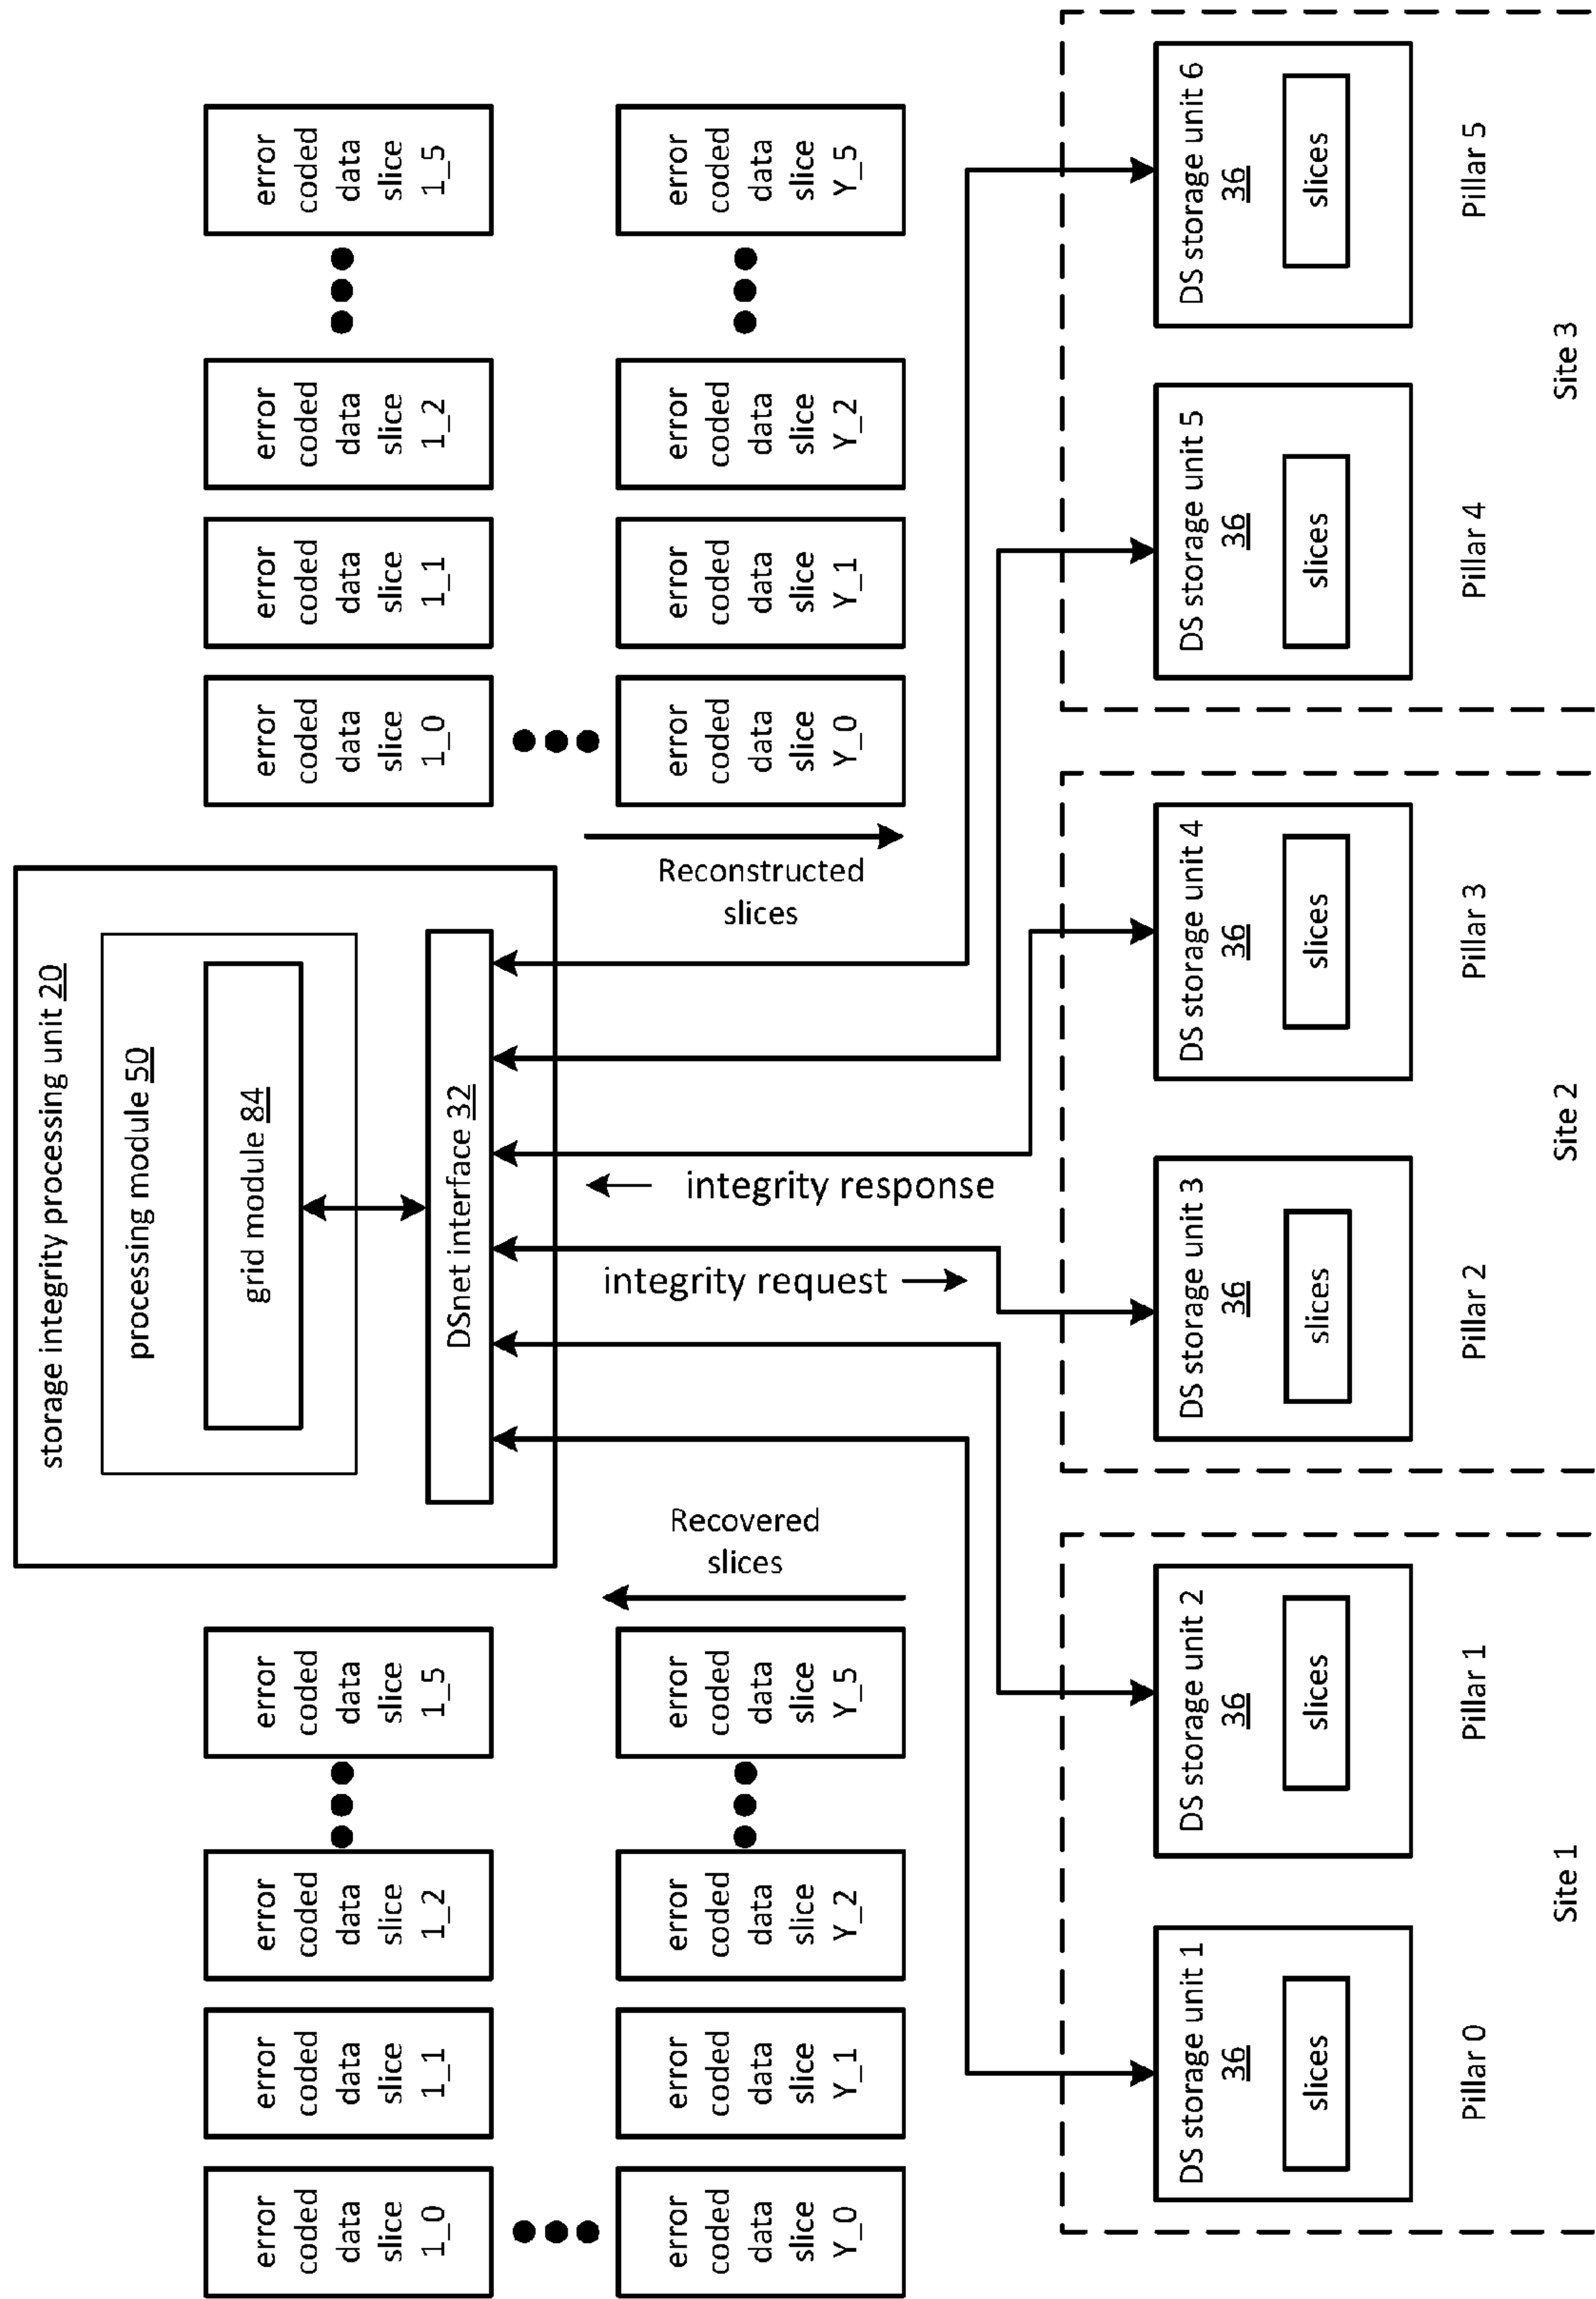 storage integrity processing unit 20
processing module 50
grid module 84
DSnet interface 32
error
coded
data
slice
1_0
error
coded
data
slice
1_1
error
coded
data
slice
1_2
error
coded
data
slice
1_5
error
coded
data
slice
Y_0
error
coded
data
slice
Y_1
error
coded
data
slice
Y_2
error
coded
data
slice
Y_5
Recovered
slices
integrity request
integrity response
Reconstructed
slices
error
coded
data
slice
1_0
error
coded
data
slice
1_1
error
coded
data
slice
1_2
error
coded
data
slice
1_5
error
coded
data
slice
Y_0
error
coded
data
slice
Y_1
error
coded
data
slice
Y_2
error
coded
data
slice
Y_5
DS storage unit 1
36
slices
Pillar 0
DS storage unit 2
36
slices
Pillar 1
Site 1
DS storage unit 3
36
slices
Pillar 2
DS storage unit 4
36
slices
Pillar 3
Site 2
DS storage unit 5
36
slices
Pillar 4
DS storage unit 6
36
slices
Pillar 5
Site 3